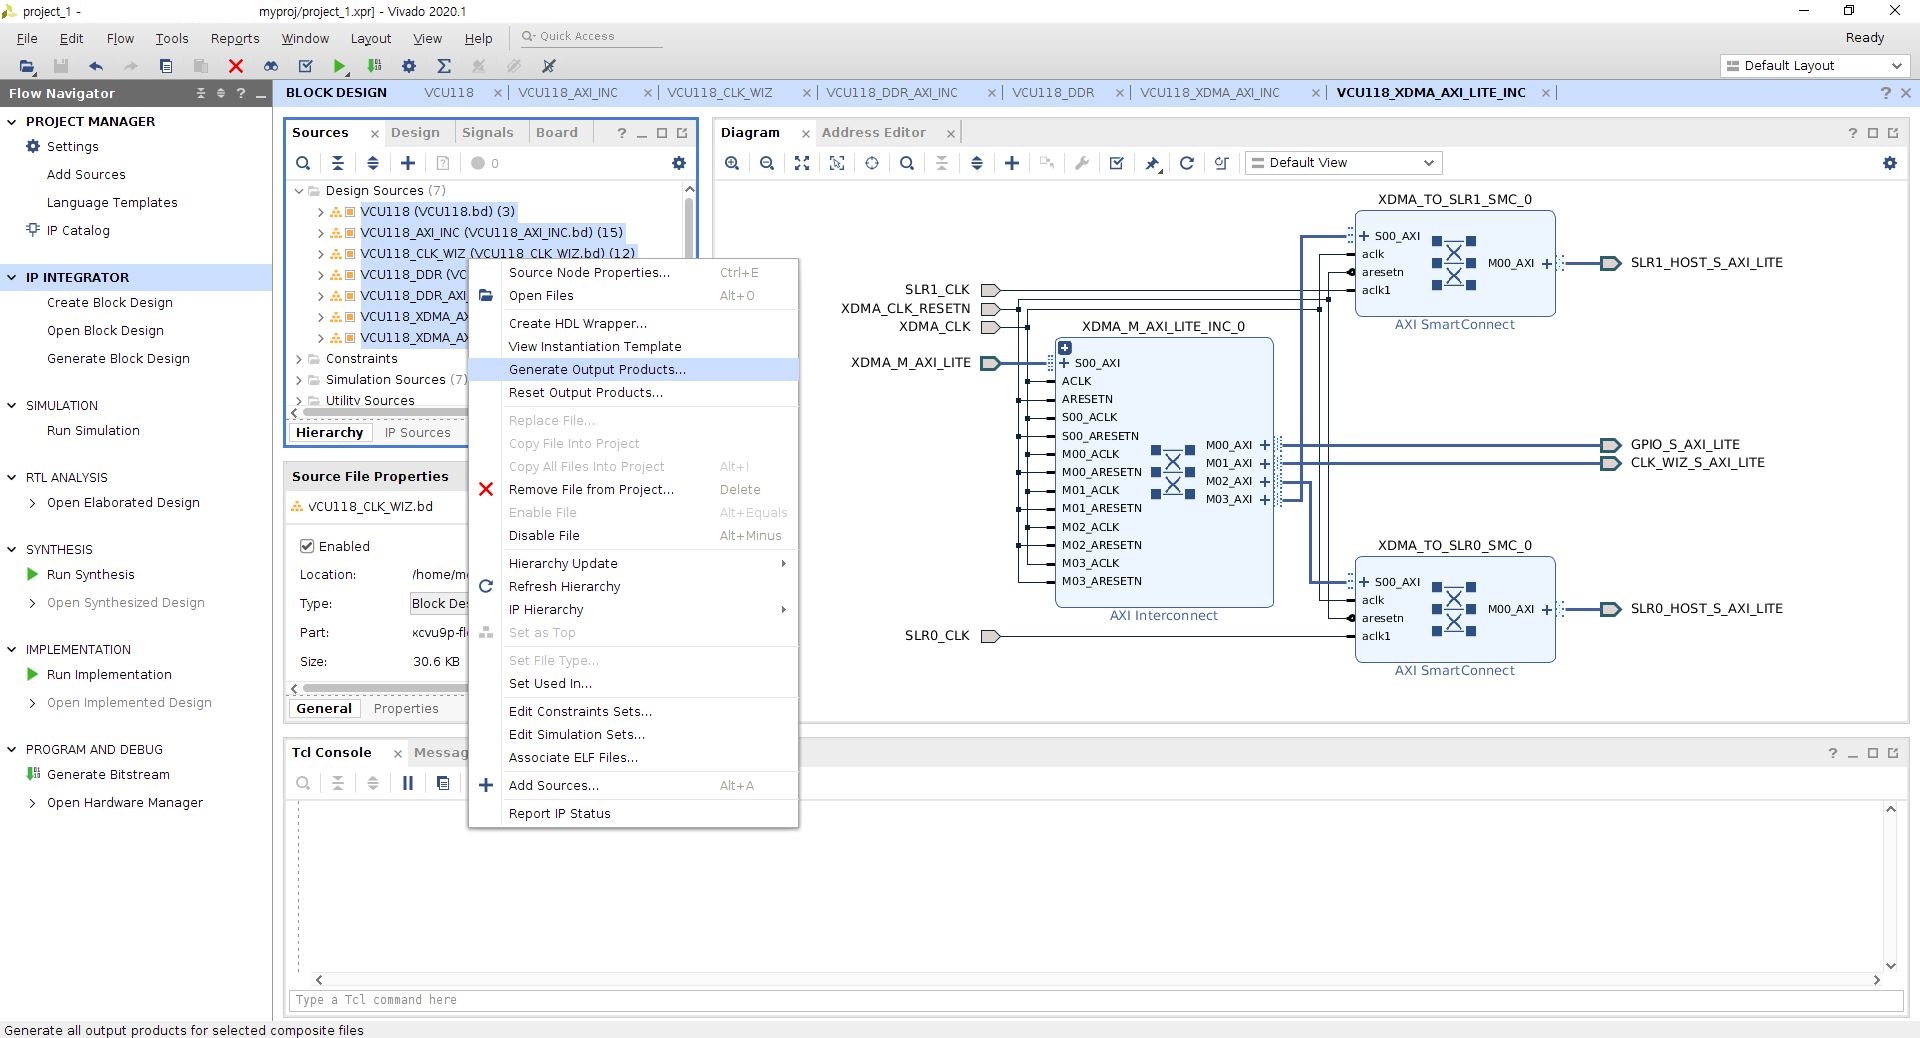 project_1 - myproj/project_1.xpr] - Vivado 2020.1
File Edit Flow Tools Reports Window Layout View Help Quick Access
Ready
Default Layout
Flow Navigator
PROJECT MANAGER
Settings
Add Sources
Language Templates
IP Catalog
IP INTEGRATOR
Create Block Design
Open Block Design
Generate Block Design
SIMULATION
Run Simulation
RTL ANALYSIS
Open Elaborated Design
SYNTHESIS
Run Synthesis
Open Synthesized Design
IMPLEMENTATION
Run Implementation
Open Implemented Design
PROGRAM AND DEBUG
Generate Bitstream
Open Hardware Manager
BLOCK DESIGN VCU118 VCU118_AXI_INC VCU118_CLK_WIZ VCU118_DDR_AXI_INC VCU118_DDR VCU118_XDMA_AXI_INC VCU118_XDMA_AXI_LITE_INC
Sources Design Signals Board
0
Design Sources (7)
VCU118 (VCU118.bd) (3)
VCU118_AXI_INC (VCU118_AXI_INC.bd) (15)
VCU118_CLK_WIZ (VCU118_CLK_WIZ.bd) (12)
VCU118_DDR (VC
VCU118_DDR_AXI_
VCU118_XDMA_AX
VCU118_XDMA_AX
Constraints
Simulation Sources (7)
Utility Sources
Hierarchy IP Sources
Source File Properties
VCU118_CLK_WIZ.bd
Enabled
Location: /home/m
Type: Block De
Part: xcvu9p-fl
Size: 30.6 KB
General Properties
Source Node Properties... Ctrl+E
Open Files Alt+O
Create HDL Wrapper...
View Instantiation Template
Generate Output Products...
Reset Output Products...
Replace File...
Copy File Into Project
Copy All Files Into Project Alt+I
Remove File from Project... Delete
Enable File Alt+Equals
Disable File Alt+Minus
Hierarchy Update
Refresh Hierarchy
IP Hierarchy
Set as Top
Set File Type...
Set Used In...
Edit Constraints Sets...
Edit Simulation Sets...
Associate ELF Files...
Add Sources... Alt+A
Report IP Status
Diagram Address Editor
Default View
SLR1_CLK
XDMA_CLK_RESETN
XDMA_CLK
XDMA_M_AXI_LITE
SLR0_CLK
XDMA_M_AXI_LITE_INC_0
S00_AXI
ACLK
ARESETN
S00_ACLK
S00_ARESETN
M00_ACLK
M00_ARESETN
M01_ACLK
M01_ARESETN
M02_ACLK
M02_ARESETN
M03_ACLK
M03_ARESETN
M00_AXI
M01_AXI
M02_AXI
M03_AXI
AXI Interconnect
XDMA_TO_SLR1_SMC_0
S00_AXI
aclk
aresetn
aclk1
M00_AXI
AXI SmartConnect
SLR1_HOST_S_AXI_LITE
GPIO_S_AXI_LITE
CLK_WIZ_S_AXI_LITE
XDMA_TO_SLR0_SMC_0
S00_AXI
aclk
aresetn
aclk1
M00_AXI
AXI SmartConnect
SLR0_HOST_S_AXI_LITE
Tcl Console Messag
Type a Tcl command here
Generate all output products for selected composite files